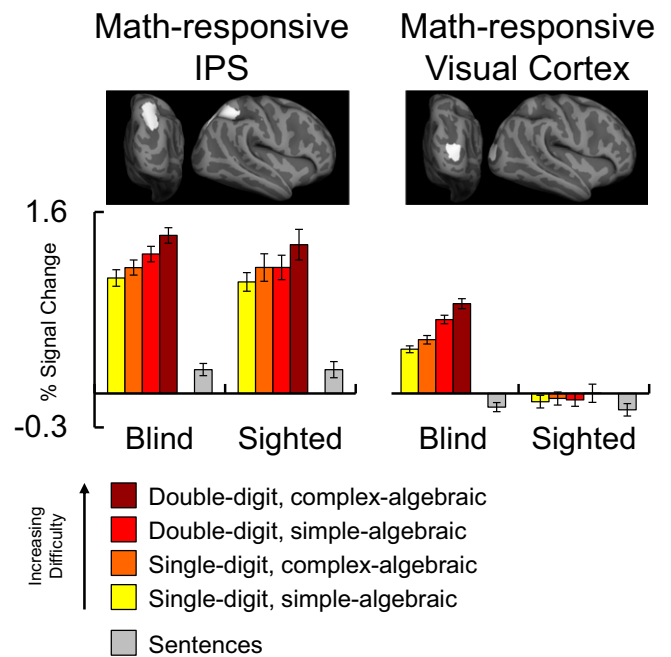 Math-responsive
IPS
Math-responsive
Visual Cortex
1.6
% Signal Change
-0.3
Blind
Sighted
Blind
Sighted
Increasing
Difficulty
Double-digit, complex-algebraic
Double-digit, simple-algebraic
Single-digit, complex-algebraic
Single-digit, simple-algebraic
Sentences